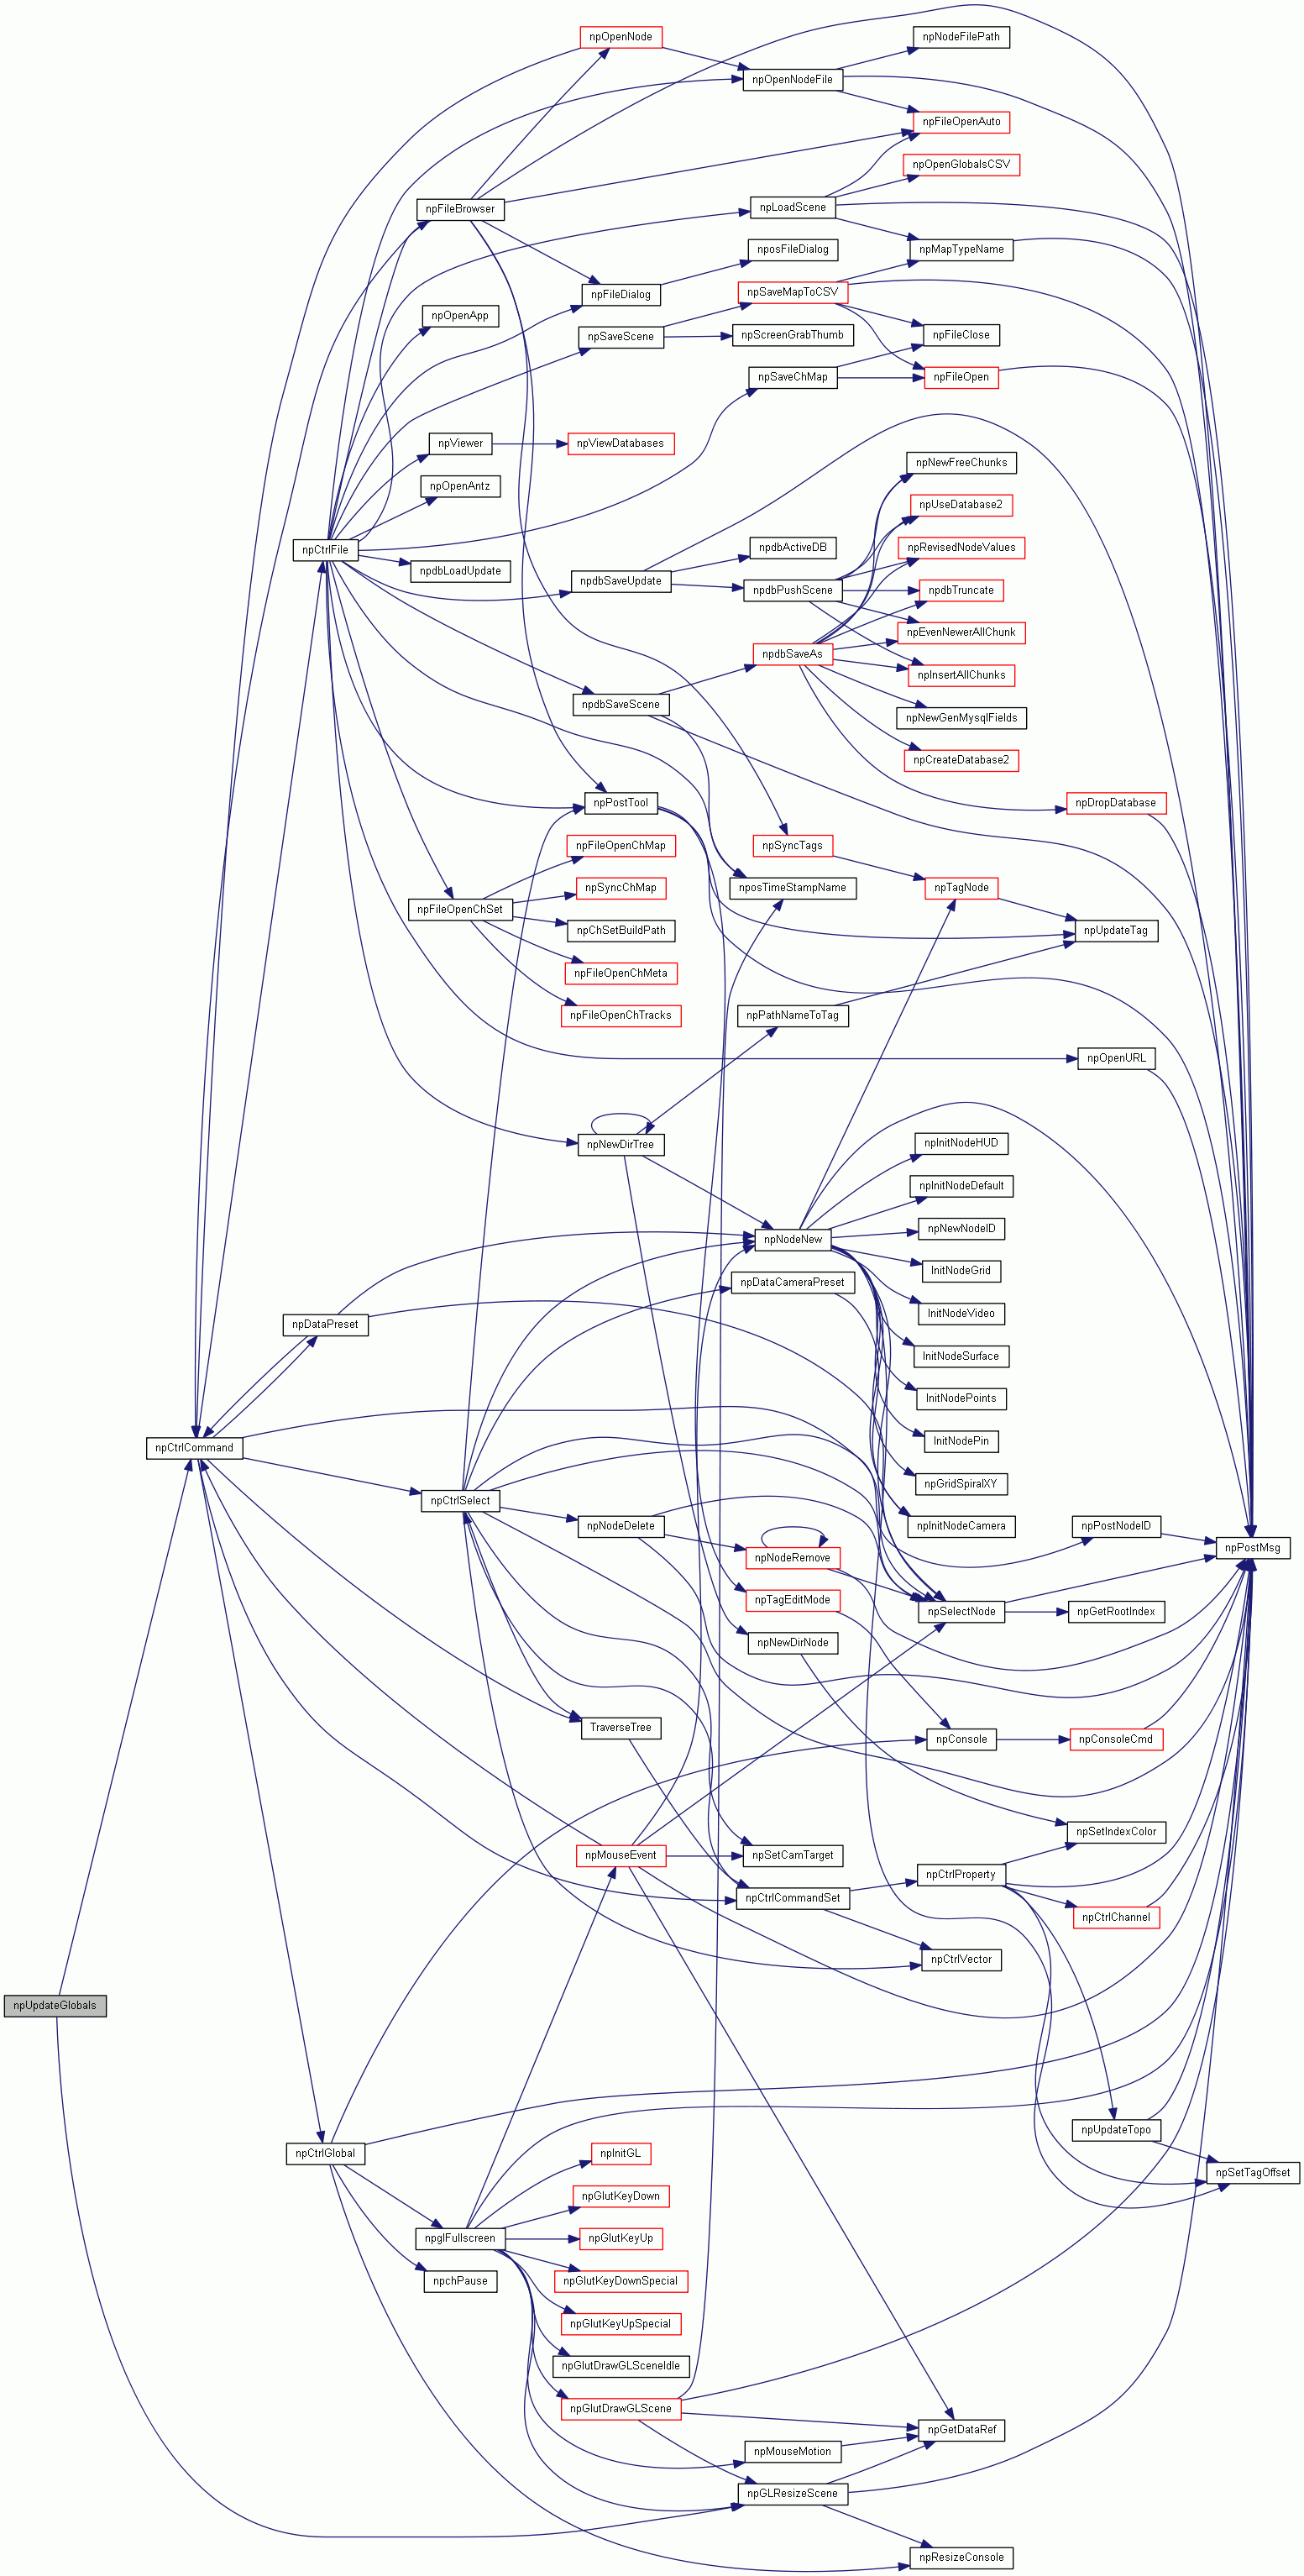 npOpenNode
npNodeFilePath
npOpenNodeFile
npFileOpenAuto
npOpenGlobalsCSV
npFileBrowser
npLoadScene
nposFileDialog
npMapTypeName
npFileDialog
npSaveMapToCSV
npOpenApp
npSaveScene
npScreenGrabThumb
npFileClose
npSaveChMap
npFileOpen
npViewer
npViewDatabases
npNewFreeChunks
npOpenAntz
npUseDatabase2
npCtrlFile
npdbActiveDB
npRevisedNodeValues
npdbLoadUpdate
npdbSaveUpdate
npdbPushScene
npdbTruncate
npEvenNewerAllChunk
npdbSaveAs
npInsertAllChunks
npdbSaveScene
npNewGenMysqlFields
npCreateDatabase2
npPostTool
npDropDatabase
npFileOpenChMap
npSyncTags
npSyncChMap
nposTimeStampName
npTagNode
npFileOpenChSet
npChSetBuildPath
npUpdateTag
npFileOpenChMeta
npFileOpenChTracks
npPathNameToTag
npOpenURL
npNewDirTree
npInitNodeHUD
npInitNodeDefault
npNodeNew
npNewNodeID
InitNodeGrid
npDataCameraPreset
InitNodeVideo
npDataPreset
InitNodeSurface
InitNodePoints
npCtrlCommand
InitNodePin
npGridSpiralXY
npCtrlSelect
npNodeDelete
npInitNodeCamera
npPostNodeID
npPostMsg
npNodeRemove
npTagEditMode
npSelectNode
npGetRootIndex
npNewDirNode
TraverseTree
npConsole
npConsoleCmd
npSetIndexColor
npMouseEvent
npSetCamTarget
npCtrlProperty
npCtrlCommandSet
npCtrlChannel
npCtrlVector
npUpdateGlobals
npUpdateTopo
npCtrlGlobal
npInitGL
npSetTagOffset
npGlutKeyDown
npglFullscreen
npGlutKeyUp
npchPause
npGlutKeyDownSpecial
npGlutKeyUpSpecial
npGlutDrawGLSceneIdle
npGlutDrawGLScene
npGetDataRef
npMouseMotion
npGLResizeScene
npResizeConsole